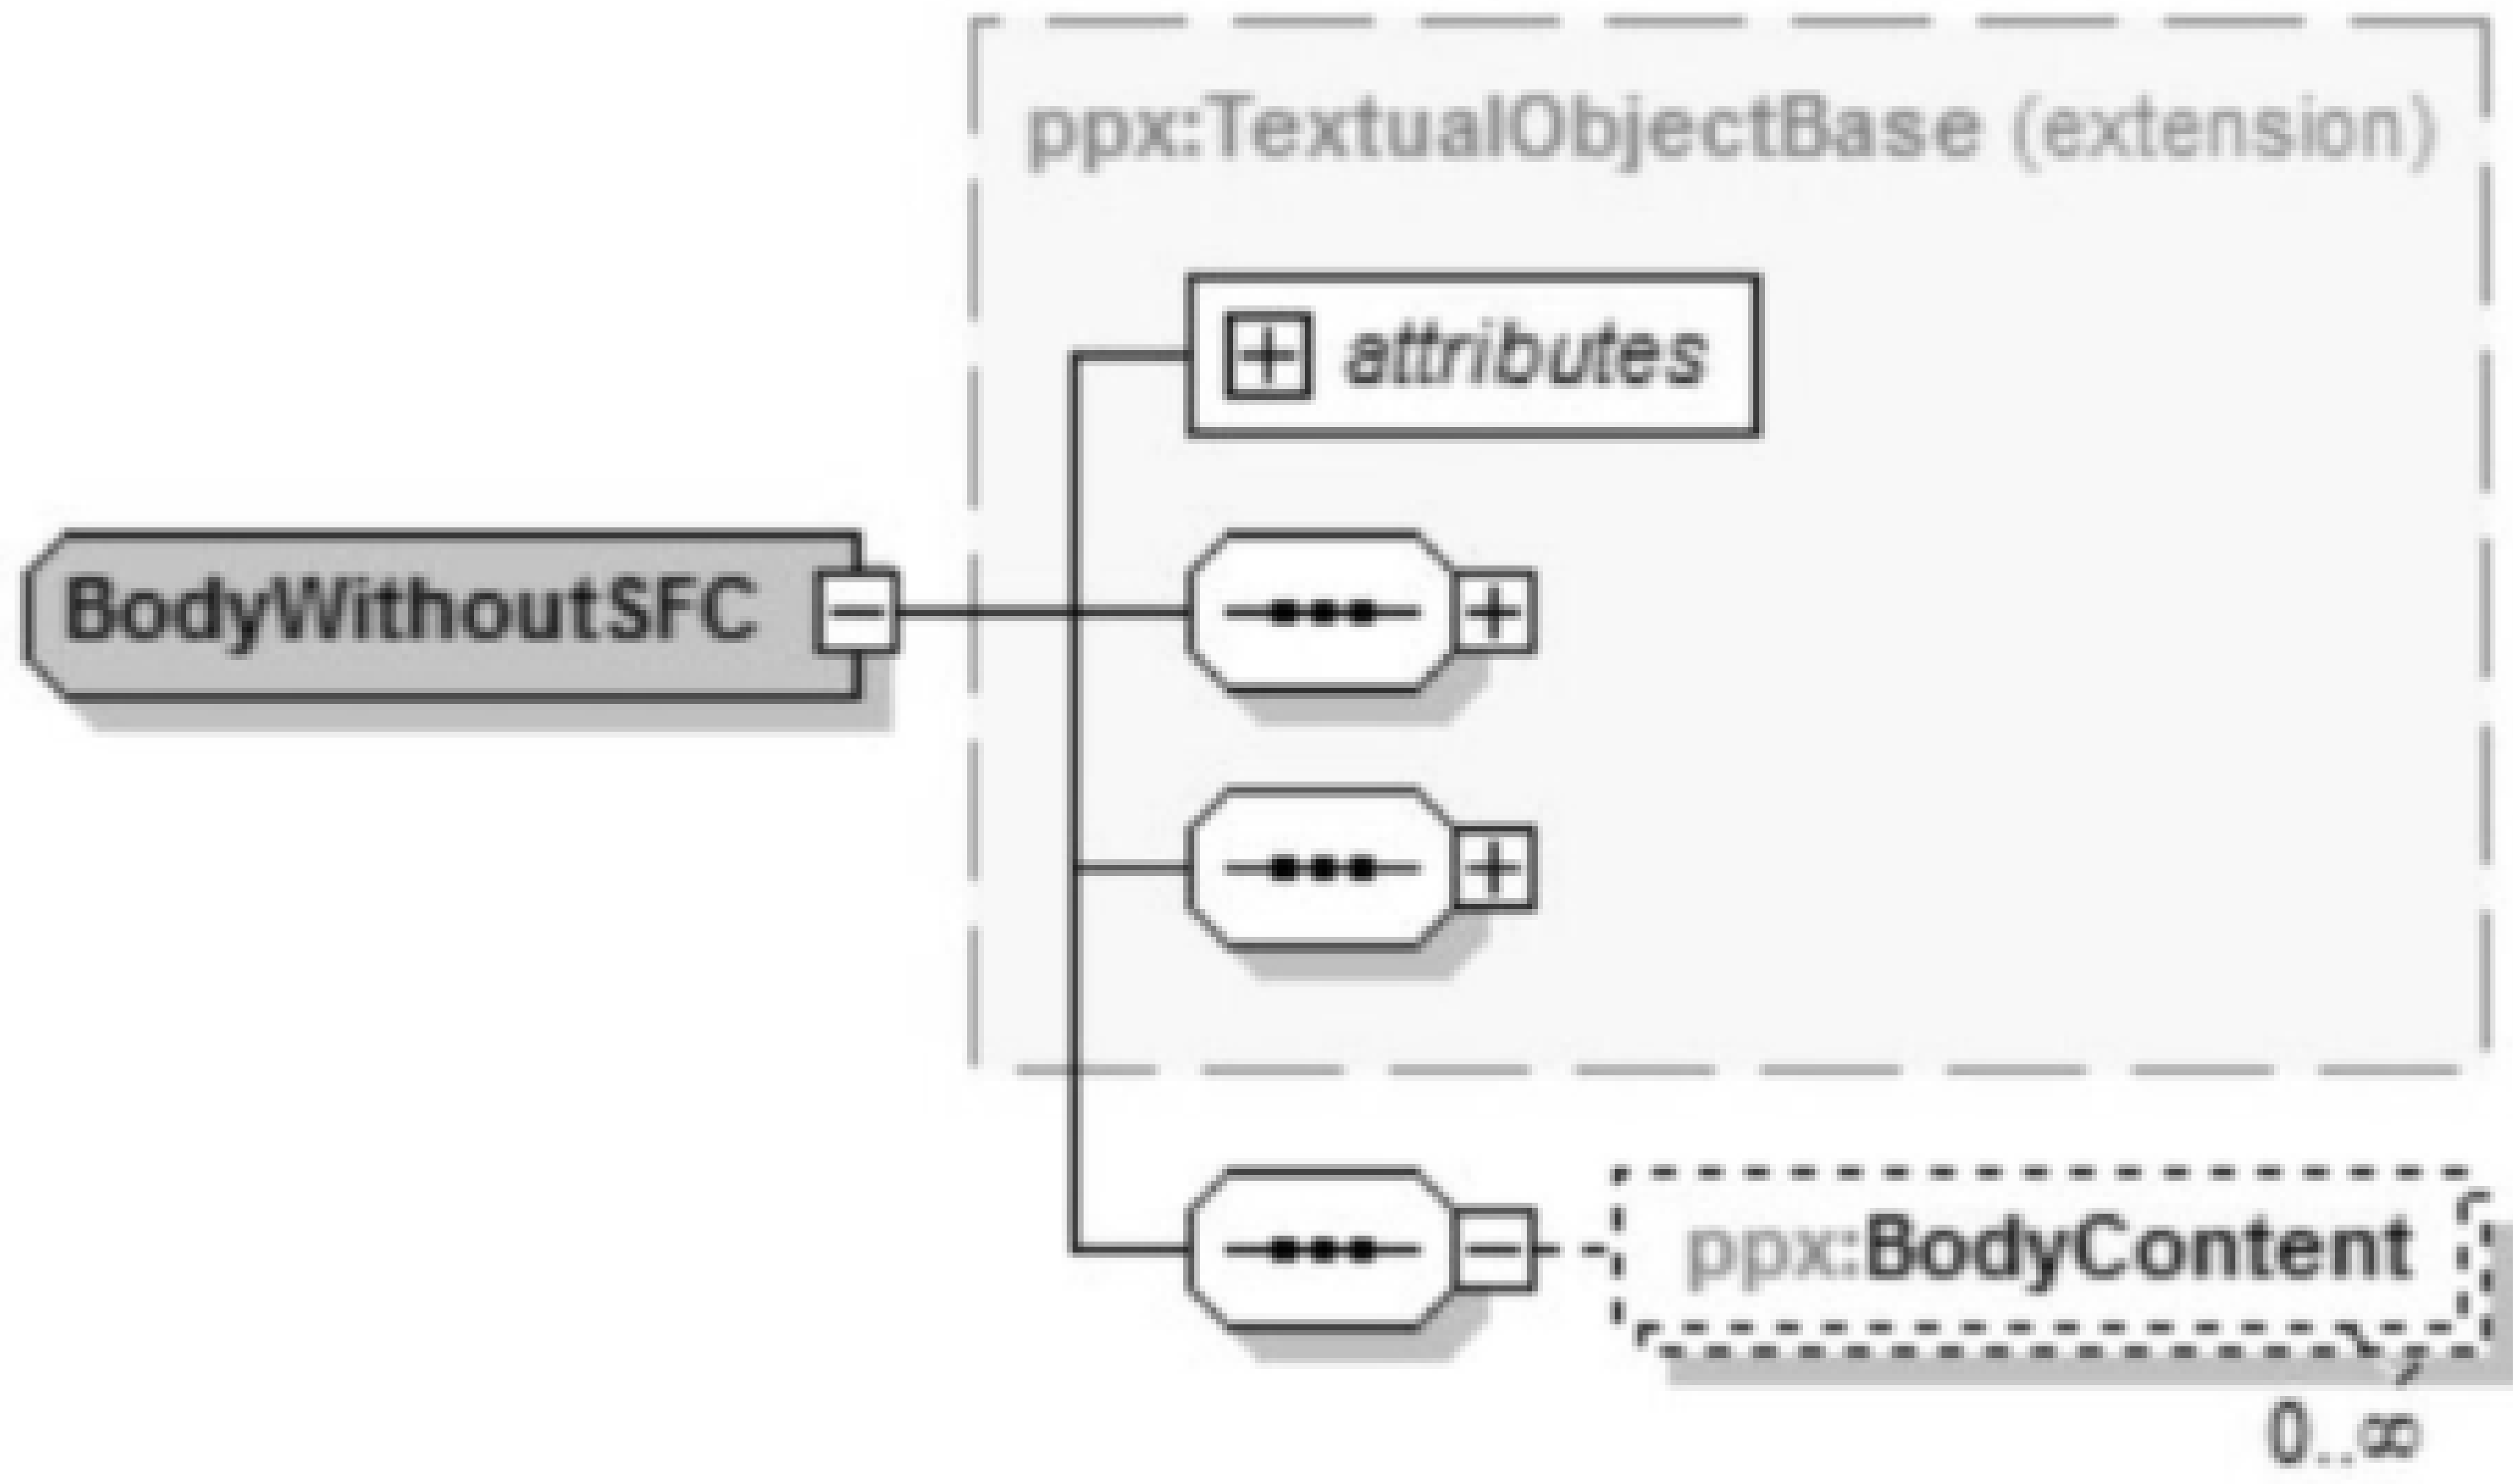 ppx:TextualObjectBase (extension)
attributes
BodyWithoutSFC
ppx:BodyContent
0..∞